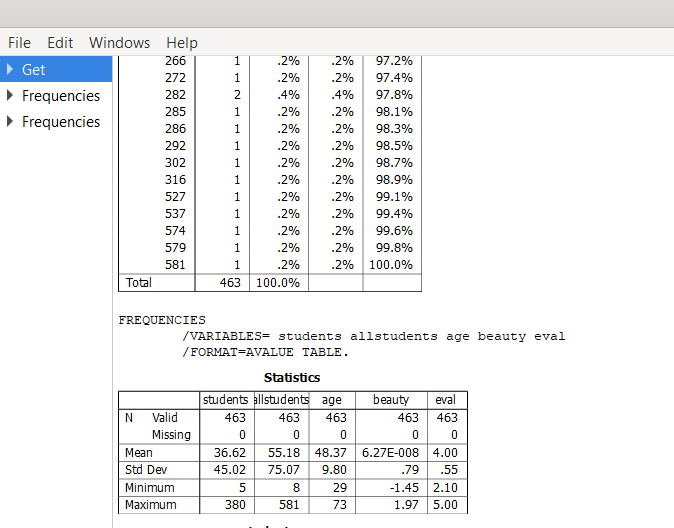 File Edit Windows Help
Get
Frequencies
Frequencies
266 1 .2% .2% 97.2%
272 1 .2% .2% 97.4%
282 2 .4% .4% 97.8%
285 1 .2% .2% 98.1%
286 1 .2% .2% 98.3%
292 1 .2% .2% 98.5%
302 1 .2% .2% 98.7%
316 1 .2% .2% 98.9%
527 1 .2% .2% 99.1%
537 1 .2% .2% 99.4%
574 1 .2% .2% 99.6%
579 1 .2% .2% 99.8%
581 1 .2% .2% 100.0%
Total 463 100.0%
FREQUENCIES
/VARIABLES= students allstudents age beauty eval
/FORMAT=AVALUE TABLE.
Statistics
students allstudents age beauty eval
N Valid 463 463 463 463 463
Missing 0 0 0 0 0
Mean 36.62 55.18 48.37 6.27E-008 4.00
Std Dev 45.02 75.07 9.80 .79 .55
Minimum 5 8 29 -1.45 2.10
Maximum 380 581 73 1.97 5.00